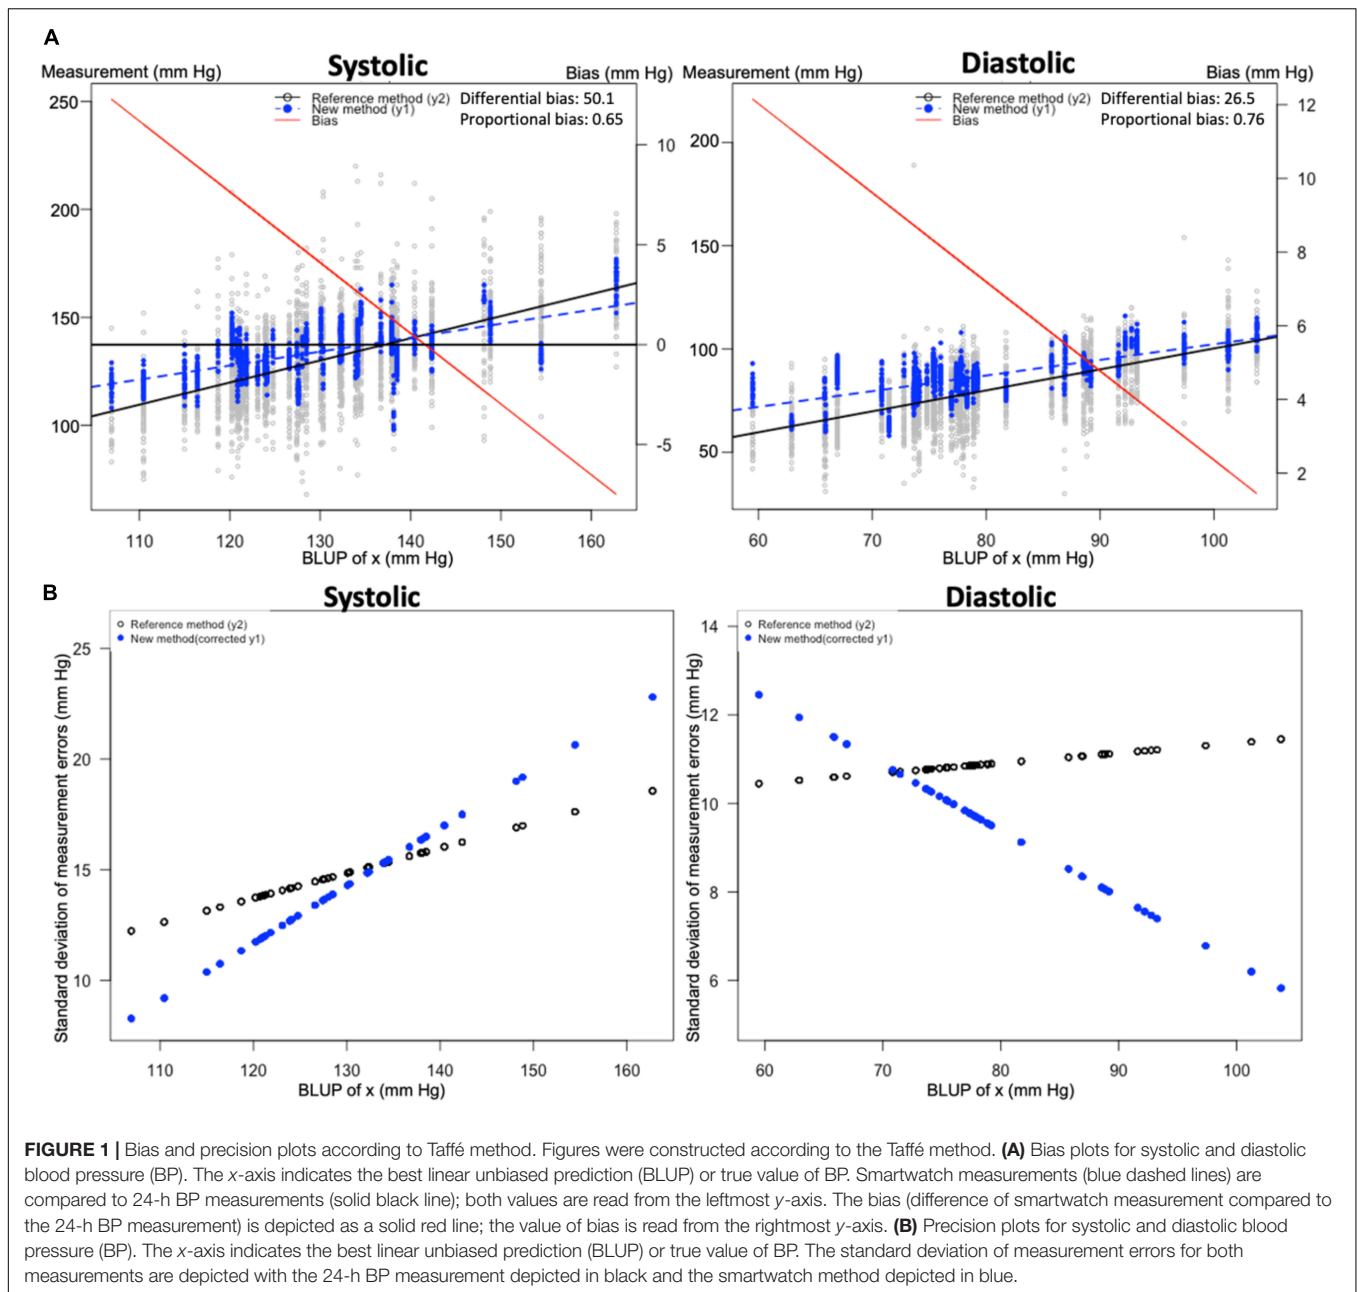 A
Systolic
Measurement (mm Hg)
Bias (mm Hg)
Reference method (y2)
New method (y1)
Bias
Differential bias: 50.1
Proportional bias: 0.65
250
200
150
100
10
5
0
-5
110 120 130 140 150 160
BLUP of x (mm Hg)
Diastolic
Measurement (mm Hg)
Bias (mm Hg)
Reference method (y2)
New method (y1)
Bias
Differential bias: 26.5
Proportional bias: 0.76
200
150
100
50
12
10
8
6
4
2
60 70 80 90 100
BLUP of x (mm Hg)
B
Systolic
Reference method (y2)
New method(corrected y1)
Standard deviation of measurement errors (mm Hg)
25
20
15
10
110 120 130 140 150 160
BLUP of x (mm Hg)
Diastolic
Reference method (y2)
New method(corrected y1)
Standard deviation of measurement errors (mm Hg)
14
12
10
8
6
60 70 80 90 100
BLUP of x (mm Hg)
FIGURE 1 | Bias and precision plots according to Taffé method. Figures were constructed according to the Taffé method. (A) Bias plots for systolic and diastolic
blood pressure (BP). The x-axis indicates the best linear unbiased prediction (BLUP) or true value of BP. Smartwatch measurements (blue dashed lines) are
compared to 24-h BP measurements (solid black line); both values are read from the leftmost y-axis. The bias (difference of smartwatch measurement compared to
the 24-h BP measurement) is depicted as a solid red line; the value of bias is read from the rightmost y-axis. (B) Precision plots for systolic and diastolic blood
pressure (BP). The x-axis indicates the best linear unbiased prediction (BLUP) or true value of BP. The standard deviation of measurement errors for both
measurements are depicted with the 24-h BP measurement depicted in black and the smartwatch method depicted in blue.